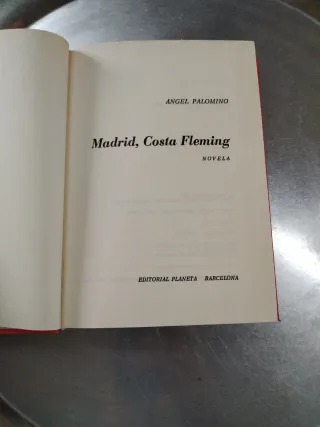 ANGEL PALOMINO
Madrid, Costa Fleming
NOVELA
EDITORIAL PLANETA BARCELONA